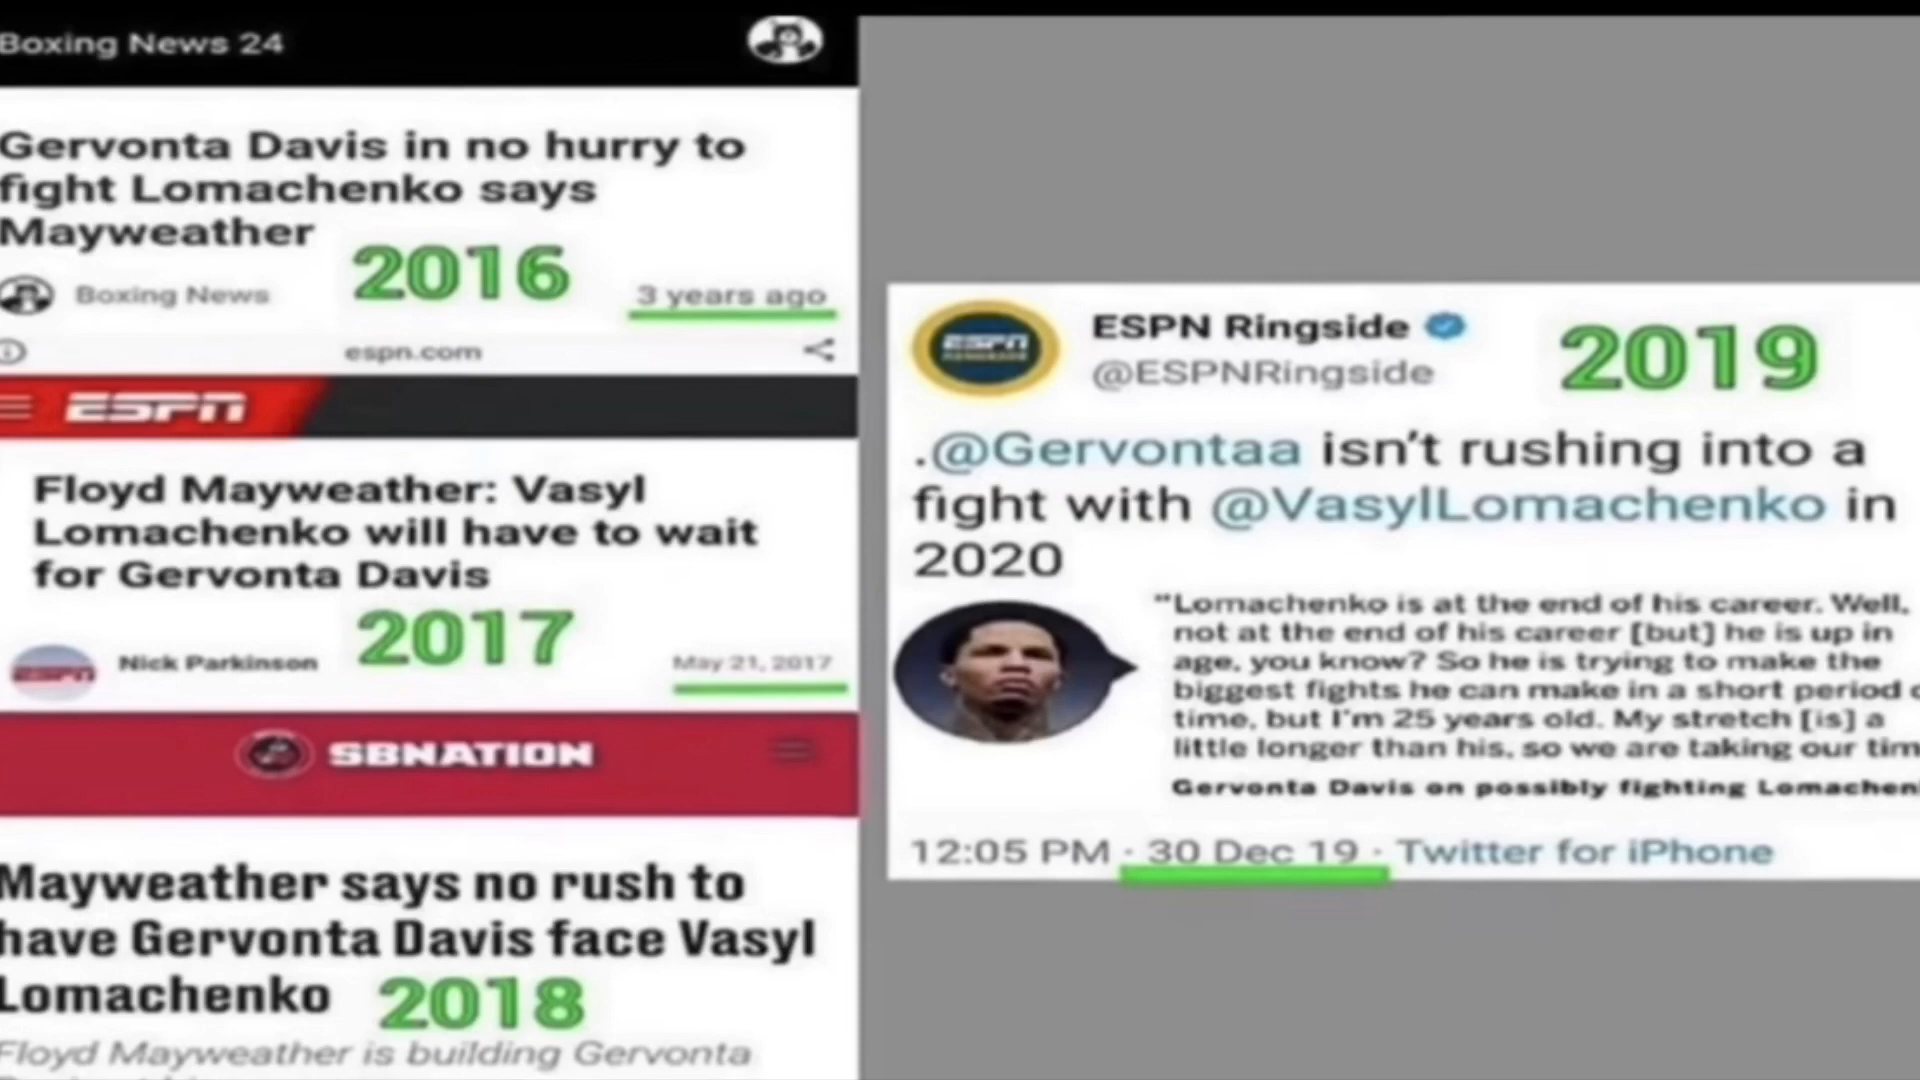 Boxing News 24
Gervonta Davis in no hurry to
fight Lomachenko says
Mayweather
2016
Boxing News
3 years ago
espn.com
ESPN
Floyd Mayweather: Vasyl
Lomachenko will have to wait
for Gervonta Davis
2017
Nick Parkinson
May 21, 2017
SBNATION
Mayweather says no rush to
have Gervonta Davis face Vasyl
Lomachenko
2018
Floyd Mayweather is building Gervonta
ESPN Ringside
2019
@ESPNRingside
.@Gervontaa isn't rushing into a
fight with @VasylLomachenko in
2020
"Lomachenko is at the end of his career. Well,
not at the end of his career [but] he is up in
age, you know? So he is trying to make the
biggest fights he can make in a short period
time, but I'm 25 years old. My stretch [is] a
little longer than his, so we are taking our tim
Gervonta Davis on possibly fighting Lomachen
12:05 PM · 30 Dec 19 · Twitter for iPhone